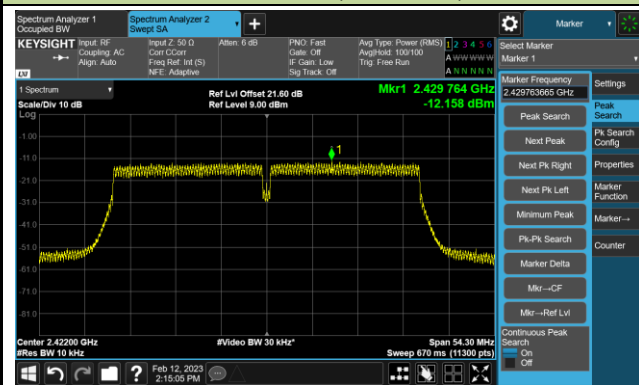 Spectrum Analyzer 1
Occupied BW
Spectrum Analyzer 2
Swept SA
Marker
KEYSIGHT
Input: RF
Coupling: AC
Align: Auto
Input Z: 50 Ω
Corr CCorr
Freq Ref: Int (S)
NFE: Adaptive
Atten: 6 dB
PNO: Fast
Gate: Off
IF Gain: Low
Sig Track: Off
Avg Type: Power (RMS)
Avg|Hold: 100/100
Trig: Free Run
1 2 3 4 5 6
A W W W W W
A N N N N N
Select Marker
Marker 1
LXI
1 Spectrum
Scale/Div 10 dB
Log
Ref Lvl Offset 21.60 dB
Ref Level 9.00 dBm
Mkr1 2.429 764 GHz
-12.158 dBm
Marker Frequency
2.429763665 GHz
Settings
Peak Search
Peak
Search
Next Peak
Pk Search
Config
Next Pk Right
Properties
Next Pk Left
Marker
Function
Minimum Peak
Marker→
Pk-Pk Search
Counter
Marker Delta
Mkr→CF
Mkr→Ref Lvl
Continuous Peak
Search
On
Off
-1.00
-11.0
-21.0
-31.0
-41.0
-51.0
-61.0
-71.0
-81.0
1
Center 2.42200 GHz
#Res BW 10 kHz
#Video BW 30 kHz*
Span 54.30 MHz
Sweep 670 ms (11300 pts)
?
Feb 12, 2023
2:15:05 PM